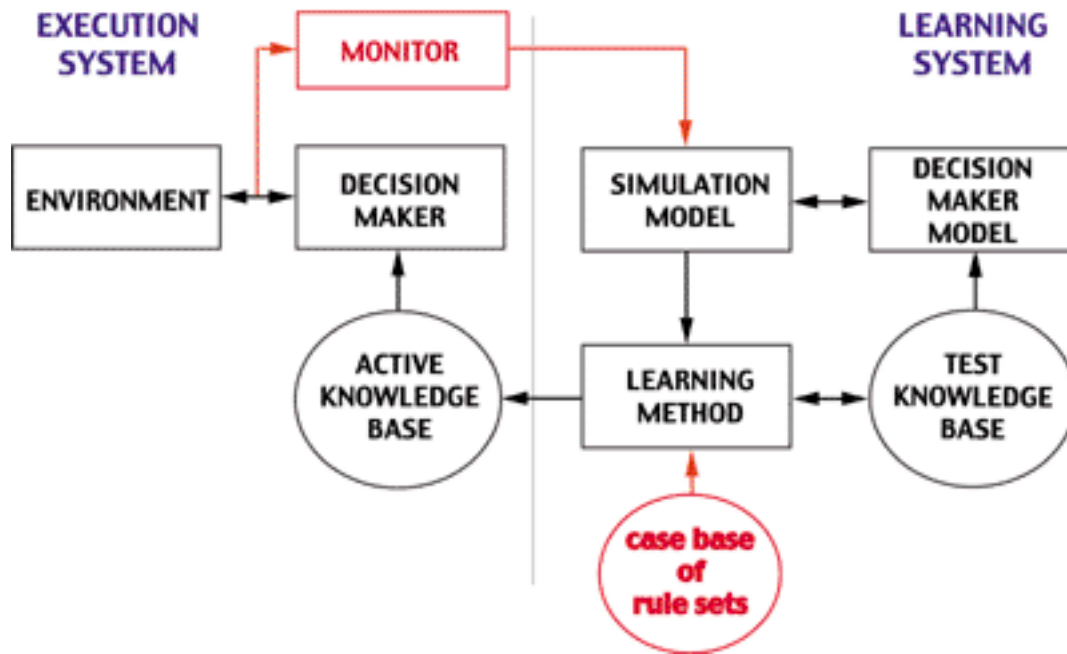 EXECUTION
SYSTEM
MONITOR
LEARNING
SYSTEM
ENVIRONMENT
DECISION
MAKER
SIMULATION
MODEL
DECISION
MAKER
MODEL
ACTIVE
KNOWLEDGE
BASE
LEARNING
METHOD
TEST
KNOWLEDGE
BASE
case base
of
rule sets